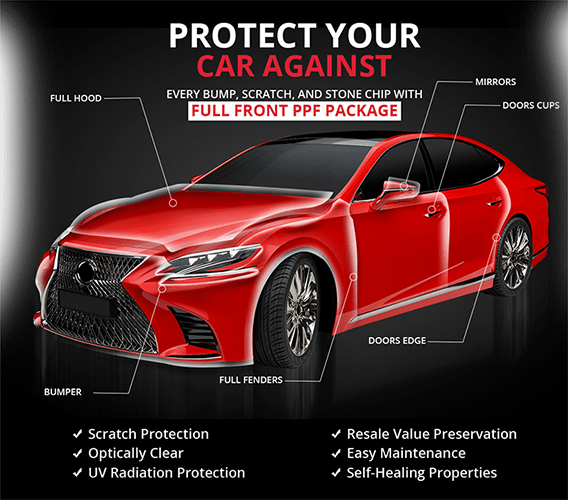 PROTECT YOUR
CAR AGAINST
EVERY BUMP, SCRATCH, AND STONE CHIP WITH
FULL FRONT PPF PACKAGE
MIRRORS
FULL HOOD
DOORS CUPS
DOORS EDGE
FULL FENDERS
BUMPER
✓ Scratch Protection
✓ Optically Clear
✓ UV Radiation Protection
✓ Resale Value Preservation
✓ Easy Maintenance
✓ Self-Healing Properties